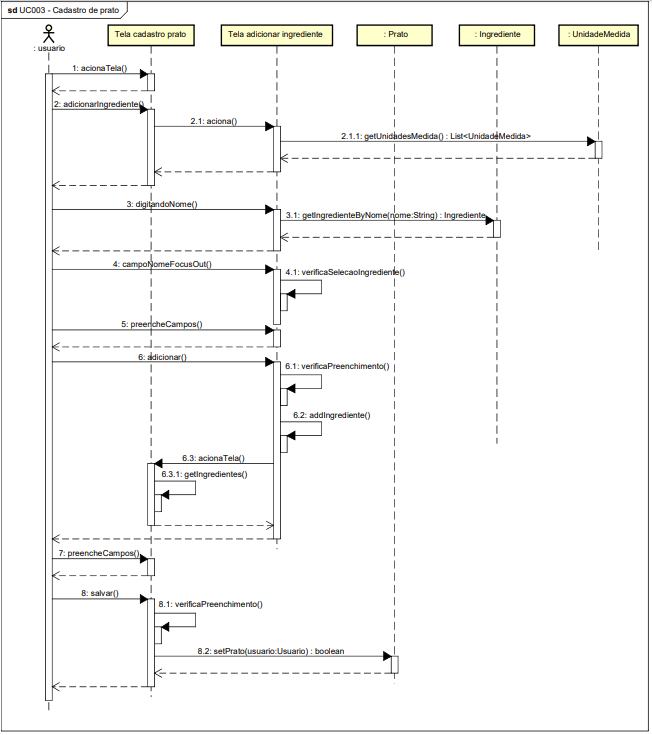 sd UC003 - Cadastro de prato
: usuario
Tela cadastro prato
Tela adicionar ingrediente
: Prato
: Ingrediente
: UnidadeMedida
1: acionaTela()
2: adicionarIngrediente()
2.1: aciona()
2.1.1: getUnidadesMedida() : List<UnidadeMedida>
3: digitandoNome()
3.1: getIngredienteByNome(nome:String) : Ingrediente
4: campoNomeFocusOut()
4.1: verificaSelecaoIngrediente()
5: preencheCampos()
6: adicionar()
6.1: verificaPreenchimento()
6.2: addIngrediente()
6.3: acionaTela()
6.3.1: getIngredientes()
7: preencheCampos()
8: salvar()
8.1: verificaPreenchimento()
8.2: setPrato(usuario:Usuario) : boolean